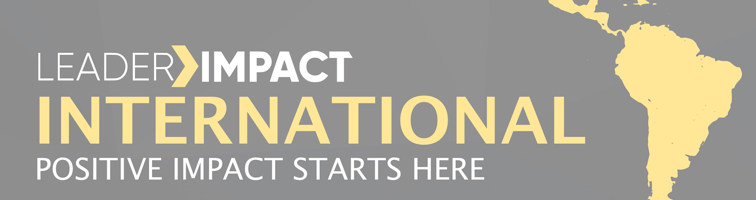 LEADER IMPACT
INTERNATIONAL
POSITIVE IMPACT STARTS HERE